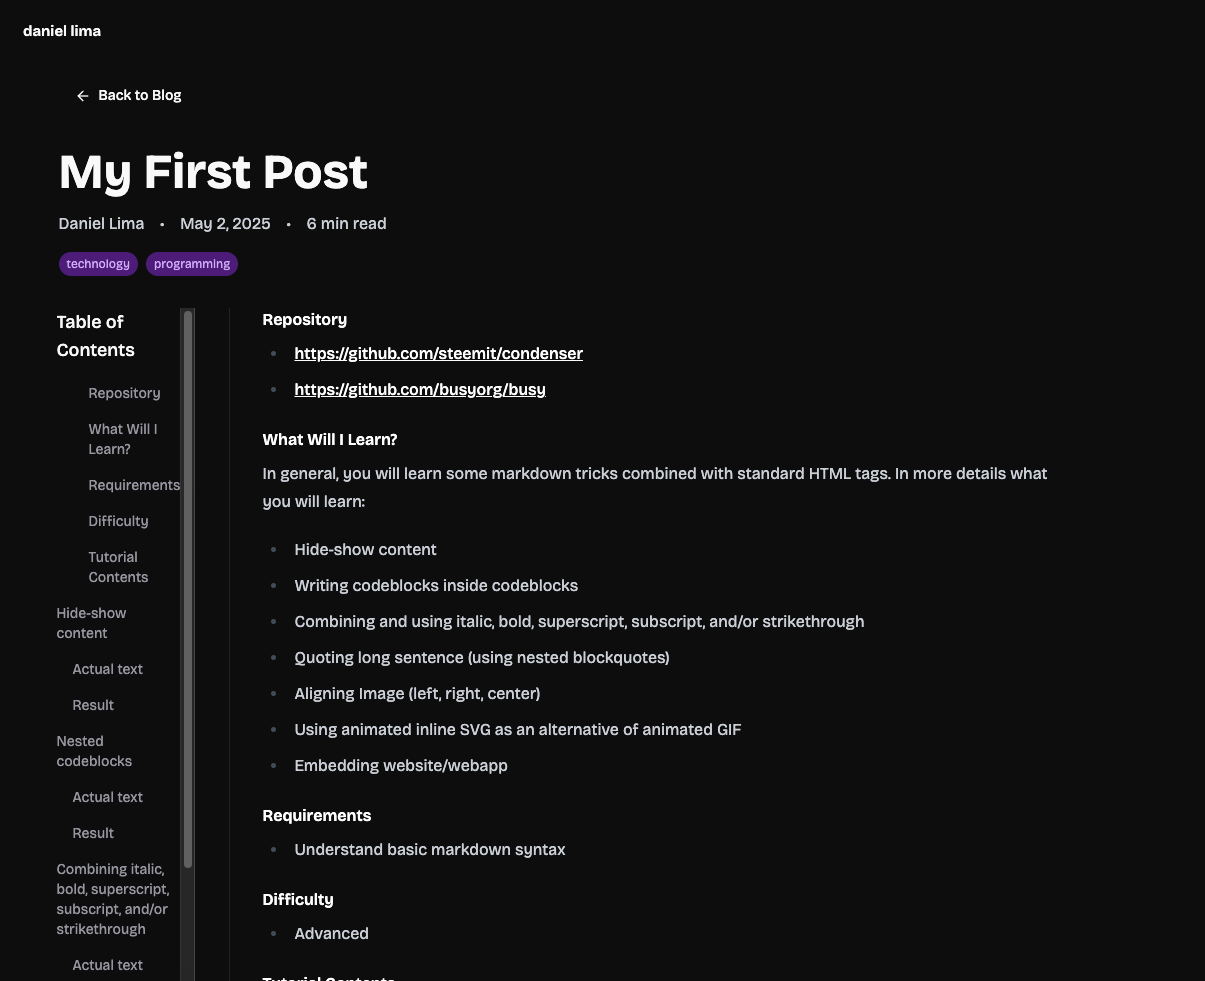 daniel lima
Back to Blog
My First Post
Daniel Lima • May 2, 2025 • 6 min read
technology programming
Table of
Contents
Repository
What Will I
Learn?
Requirements
Difficulty
Tutorial
Contents
Hide-show
content
Actual text
Result
Nested
codeblocks
Actual text
Result
Combining italic,
bold, superscript,
subscript, and/or
strikethrough
Actual text
Repository
https://github.com/steemit/condenser
https://github.com/busyorg/busy
What Will I Learn?
In general, you will learn some markdown tricks combined with standard HTML tags. In more details what
you will learn:
Hide-show content
Writing codeblocks inside codeblocks
Combining and using italic, bold, superscript, subscript, and/or strikethrough
Quoting long sentence (using nested blockquotes)
Aligning Image (left, right, center)
Using animated inline SVG as an alternative of animated GIF
Embedding website/webapp
Requirements
Understand basic markdown syntax
Difficulty
Advanced
Tutorial Contents